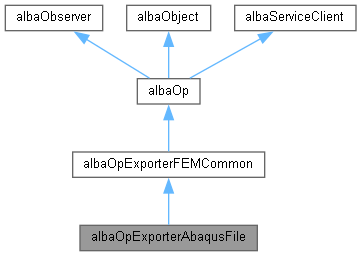 albaObserver
albaObject
albaServiceClient
albaOp
albaOpExporterFEMCommon
albaOpExporterAbaqusFile